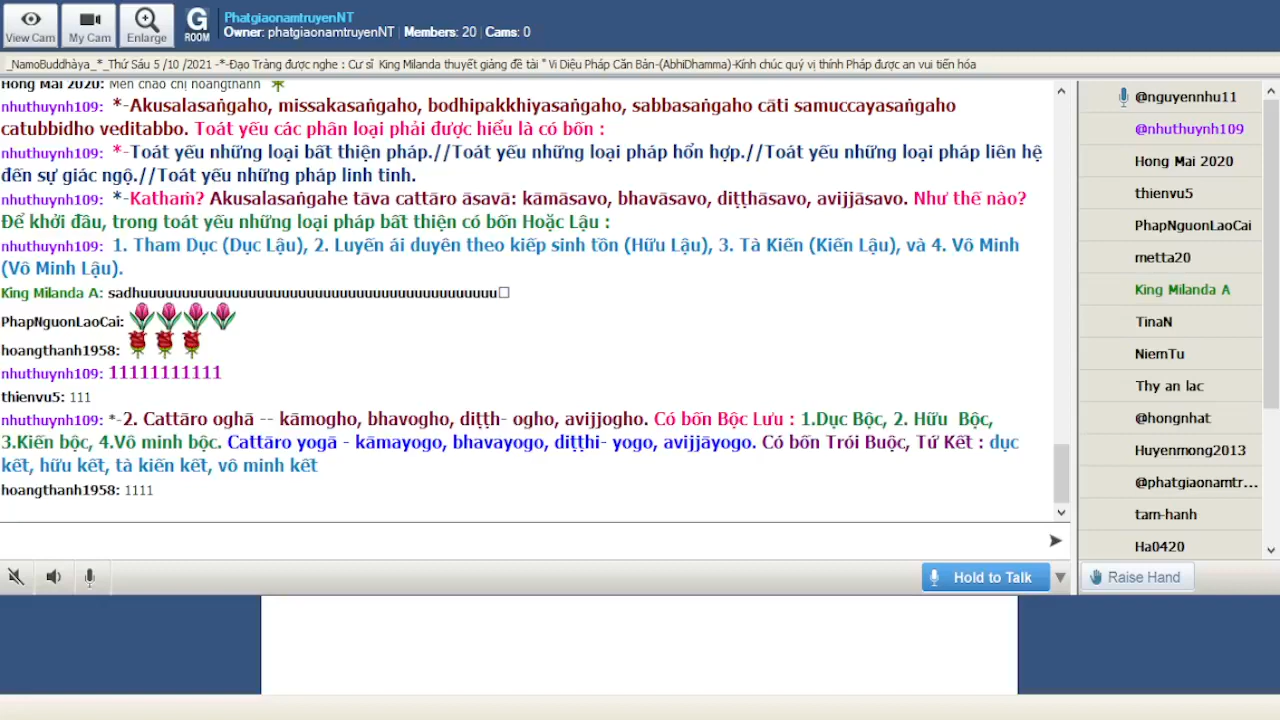 View Cam
My Cam
Enlarge
G
ROOM
PhatgiaonamtruyenNT
Owner: phatgiaonamtruyenNT | Members: 20 | Cams: 0
_NamoBuddhàya_*_Thứ Sáu 5 /10 /2021 -*-Đạo Tràng được nghe : Cư sĩ King Milanda thuyết giảng đề tài " Vi Diệu Pháp Căn Bản-(AbhiDhamma)-Kính chúc quý vị thính Pháp được an vui tiến hóa
Hong Mai 2020: Mến chào chị hoangthanh
nhuthuynh109: *-Akusalasaṅgaho, missakasaṅgaho, bodhipakkhiyasaṅgaho, sabbasaṅgaho cāti samuccayasaṅgaho
catubbidho veditabbo. Toát yếu các phân loại phải được hiểu là có bốn :
nhuthuynh109: *-Toát yếu những loại bất thiện pháp.//Toát yếu những loại pháp hổn hợp.//Toát yếu những loại pháp liên hệ
đến sự giác ngộ.//Toát yếu những pháp linh tinh.
nhuthuynh109: *-Kathaṁ? Akusalasaṅgahe tāva cattāro āsavā: kāmāsavo, bhavāsavo, diṭṭhāsavo, avijjāsavo. Như thế nào?
Để khởi đầu, trong toát yếu những loại pháp bất thiện có bốn Hoặc Lậu :
nhuthuynh109: 1. Tham Dục (Dục Lậu), 2. Luyến ái duyên theo kiếp sinh tồn (Hữu Lậu), 3. Tà Kiến (Kiến Lậu), và 4. Vô Minh
(Vô Minh Lậu).
King Milanda A: sadhuuuuuuuuuuuuuuuuuuuuuuuuuuuuuuuuuuuuuuuuu
PhapNguonLaoCai:
hoangthanh1958:
nhuthuynh109: 11111111111
thienvu5: 111
nhuthuynh109: *-2. Cattāro oghā -- kāmogho, bhavogho, diṭṭh- ogho, avijjogho. Có bốn Bộc Lưu : 1.Dục Bộc, 2. Hữu Bộc,
3.Kiến bộc, 4.Vô minh bộc. Cattāro yogā - kāmayogo, bhavayogo, diṭṭhi- yogo, avijjāyogo. Có bốn Trói Buộc, Tứ Kết : dục
kết, hữu kết, tà kiến kết, vô minh kết
hoangthanh1958: 1111
@nguyennhu11
@nhuthuynh109
Hong Mai 2020
thienvu5
PhapNguonLaoCai
metta20
King Milanda A
TinaN
NiemTu
Thy an lac
@hongnhat
Huyenmong2013
@phatgiaonamtr...
tam-hanh
Ha0420
Hold to Talk
Raise Hand